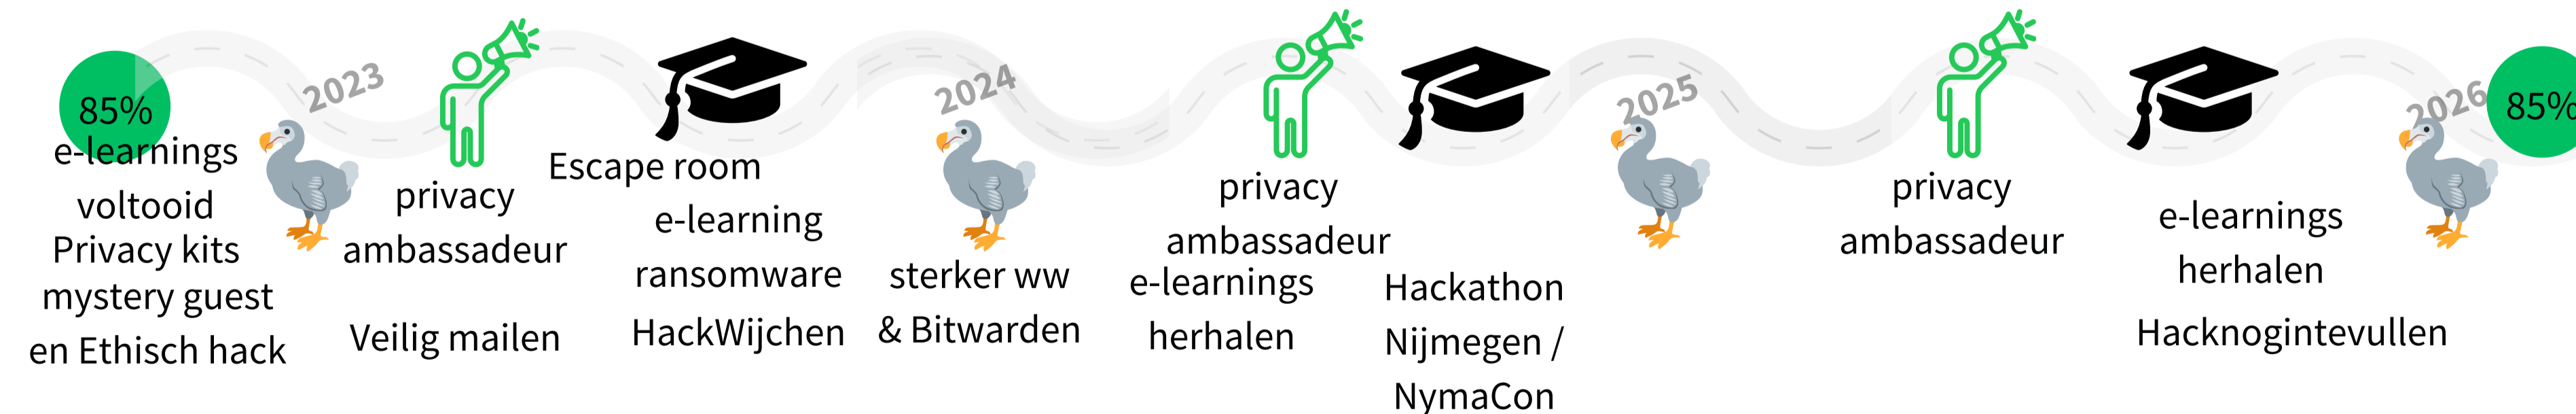 85%
e-learnings
voltooid
Privacy kits
mystery guest
en Ethisch hack
2023
privacy
ambassadeur
Veilig mailen
Escape room
e-learning
ransomware
HackWijchen
2024
sterker ww
& Bitwarden
privacy
ambassadeur
e-learnings
herhalen
Hackathon
Nijmegen /
NymaCon
2025
privacy
ambassadeur
e-learnings
herhalen
Hacknogintevullen
2026
85%